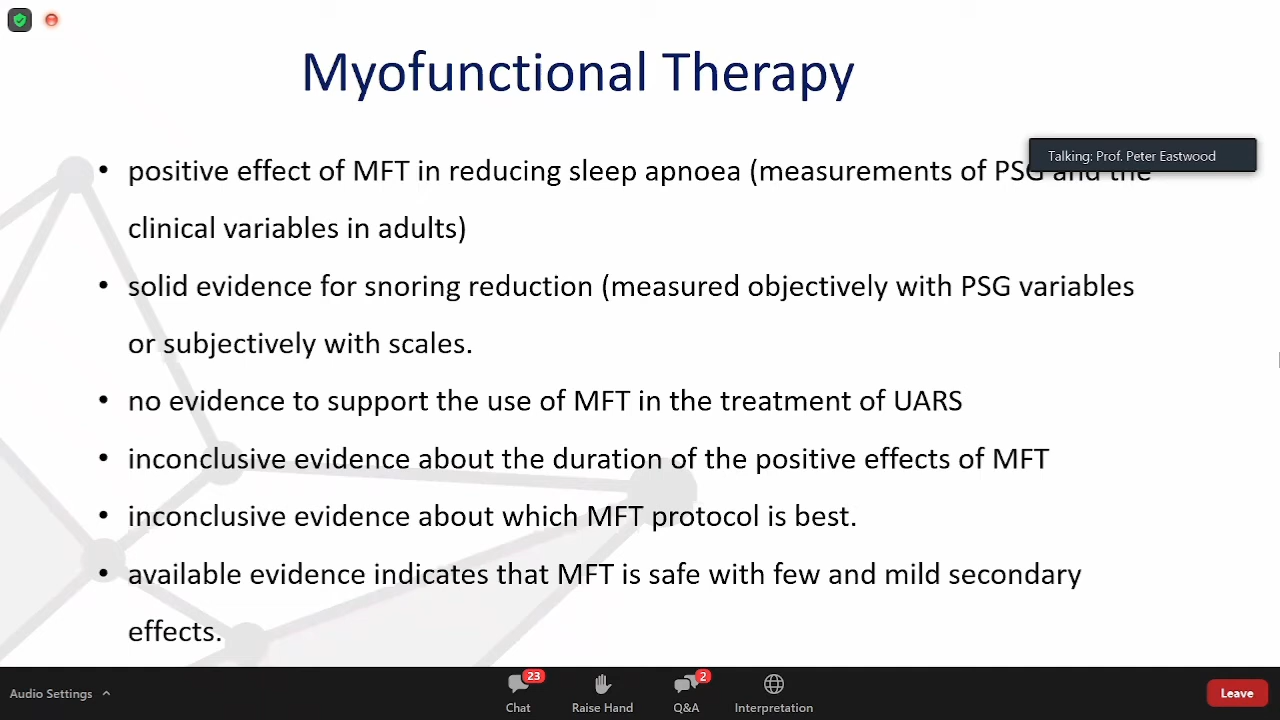 Myofunctional Therapy
Talking: Prof. Peter Eastwood
• positive effect of MFT in reducing sleep apnoea (measurements of PSG and the
clinical variables in adults)
• solid evidence for snoring reduction (measured objectively with PSG variables
or subjectively with scales.
• no evidence to support the use of MFT in the treatment of UARS
• inconclusive evidence about the duration of the positive effects of MFT
• inconclusive evidence about which MFT protocol is best.
• available evidence indicates that MFT is safe with few and mild secondary
effects.
23
2
Audio Settings
Chat
Raise Hand
Q&A
Interpretation
Leave